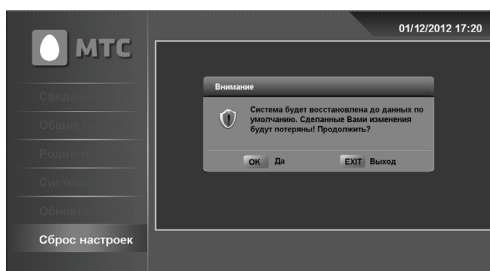 01/12/2012 17:20
МТС
Внимание
Система будет восстановлена до данных по
умолчанию. Сделанные Вами изменения
будут потеряны! Продолжить?
OK Да EXIT Выход
Сброс настроек